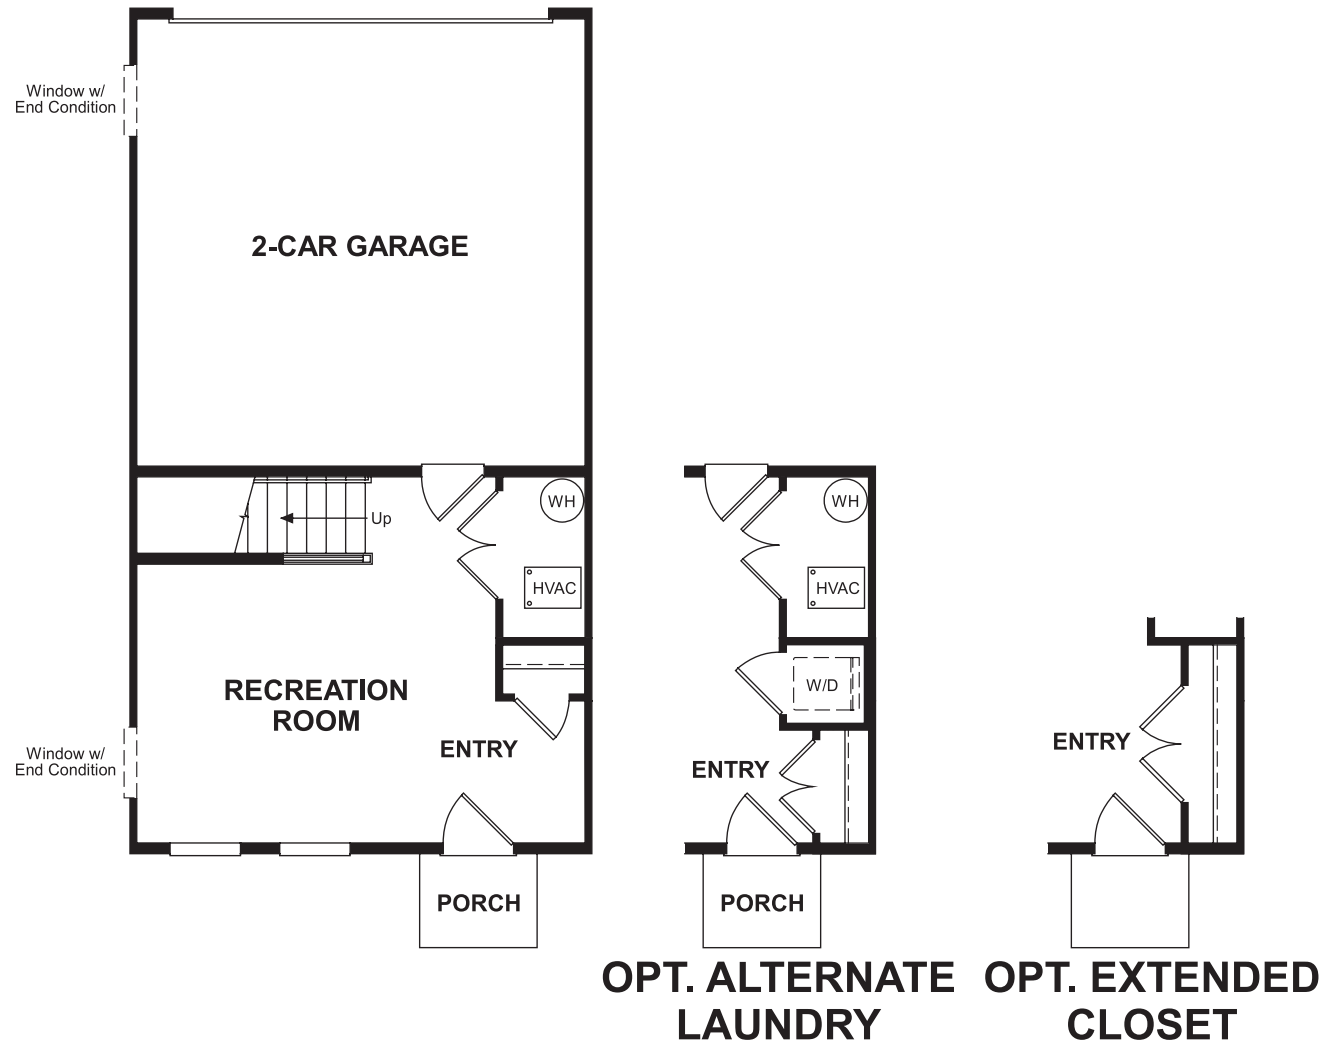 Window w/
End Condition
2-CAR GARAGE
Up
WH
HVAC
RECREATION
ROOM
ENTRY
Window w/
End Condition
PORCH
WH
HVAC
W/D
ENTRY
PORCH
OPT. ALTERNATE
LAUNDRY
ENTRY
OPT. EXTENDED
CLOSET